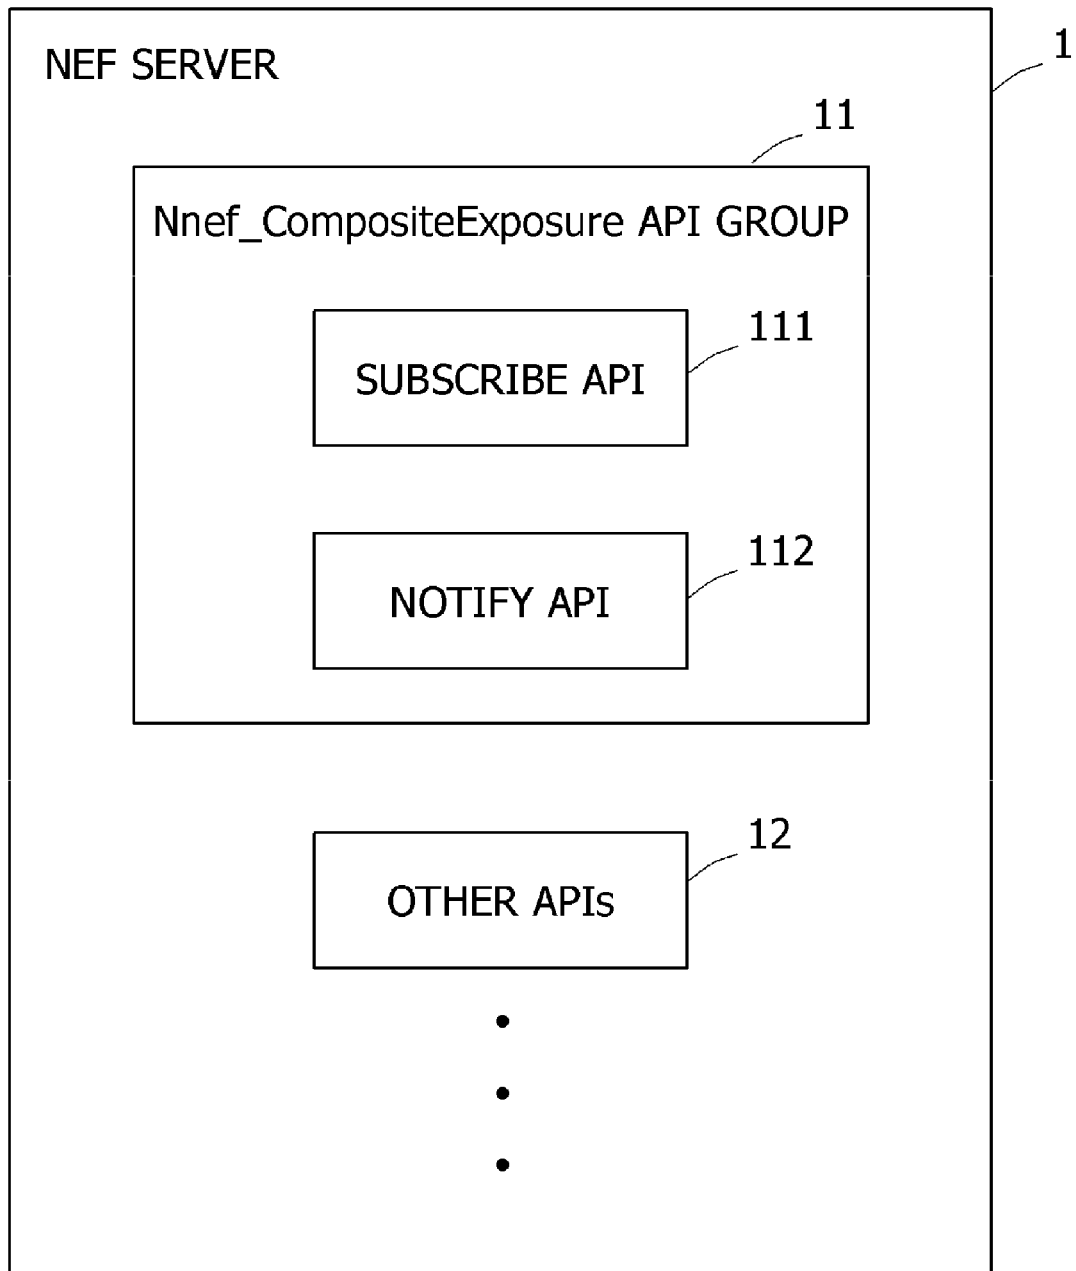 NEF SERVER
1
11
Nnef_CompositeExposure API GROUP
111
SUBSCRIBE API
112
NOTIFY API
12
OTHER APIs